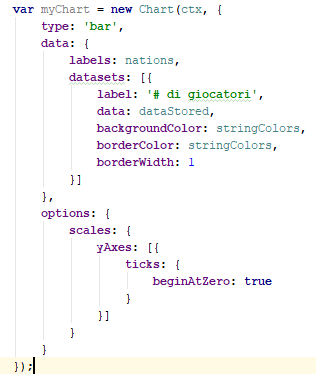 var myChart = new Chart(ctx, {
    type: 'bar',
    data: {
        labels: nations,
        datasets: [{
            label: '# di giocatori',
            data: dataStored,
            backgroundColor: stringColors,
            borderColor: stringColors,
            borderWidth: 1
        }]
    },
    options: {
        scales: {
            yAxes: [{
                ticks: {
                    beginAtZero: true
                }
            }]
        }
    }
});